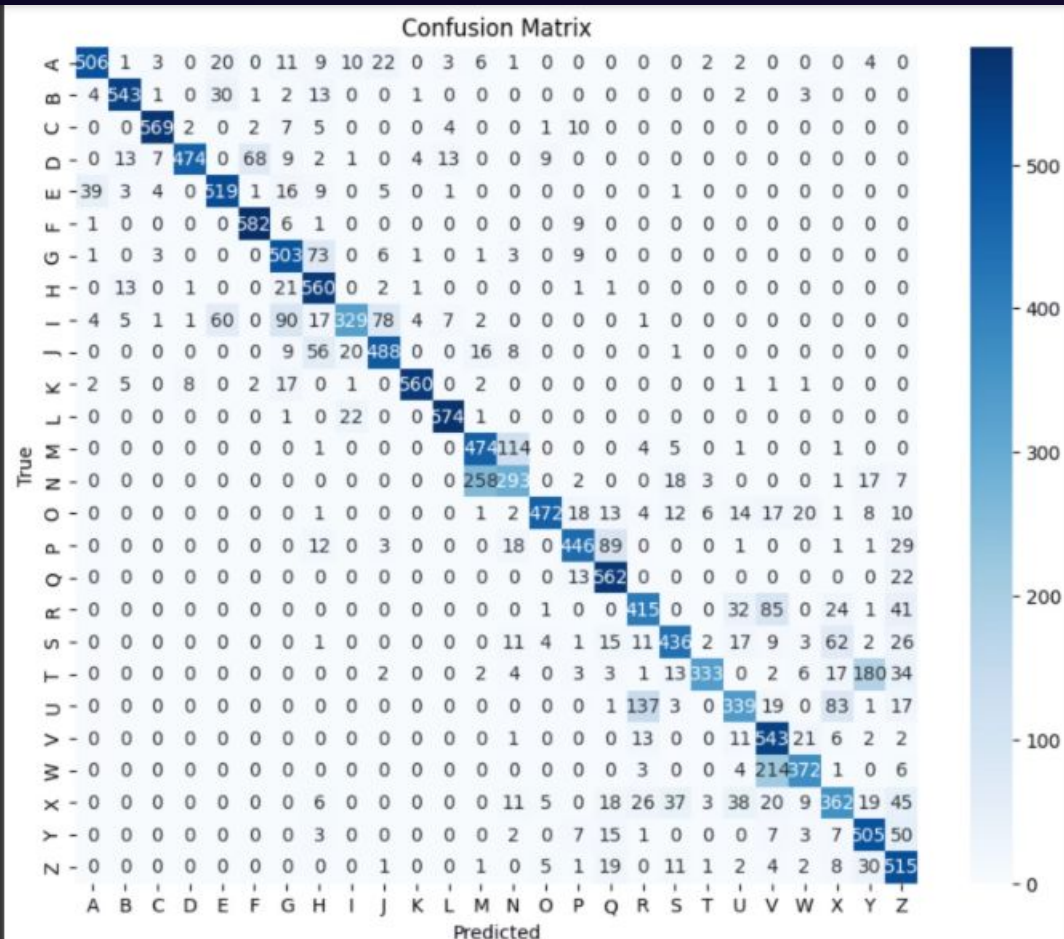 Confusion Matrix
A 506 1 3 0 20 0 11 9 10 22 0 3 6 1 0 0 0 0 0 2 2 0 0 0 4 0
B 4 543 1 0 30 1 2 13 0 0 1 0 0 0 0 0 0 0 0 0 2 0 3 0 0 0
C 0 0 569 2 0 2 7 5 0 0 0 4 0 0 1 10 0 0 0 0 0 0 0 0 0 0
D 0 13 7 474 0 68 9 2 1 0 4 13 0 0 9 0 0 0 0 0 0 0 0 0 0 0
E 39 3 4 0 519 1 16 9 0 5 0 1 0 0 0 0 0 0 1 0 0 0 0 0 0 0
F 1 0 0 0 0 582 6 1 0 0 0 0 0 0 0 9 0 0 0 0 0 0 0 0 0 0
G 1 0 3 0 0 0 503 73 0 6 1 0 1 3 0 9 0 0 0 0 0 0 0 0 0 0
H 0 13 0 1 0 0 21 560 0 2 1 0 0 0 0 1 1 0 0 0 0 0 0 0 0 0
I 4 5 1 1 60 0 90 17 329 78 4 7 2 0 0 0 0 1 0 0 0 0 0 0 0 0
J 0 0 0 0 0 0 9 56 20 488 0 0 16 8 0 0 0 0 1 0 0 0 0 0 0 0
K 2 5 0 8 0 2 17 0 1 0 560 0 2 0 0 0 0 0 0 0 1 1 1 0 0 0
L 0 0 0 0 0 0 1 0 22 0 0 574 1 0 0 0 0 0 0 0 0 0 0 0 0 0
M 0 0 0 0 0 0 0 1 0 0 0 0 474 114 0 0 0 4 5 0 1 0 0 1 0 0
N 0 0 0 0 0 0 0 0 0 0 0 0 258 293 0 2 0 0 18 3 0 0 0 1 17 7
O 0 0 0 0 0 0 0 1 0 0 0 0 1 2 472 18 13 4 12 6 14 17 20 1 8 10
P 0 0 0 0 0 0 0 12 0 3 0 0 0 18 0 446 89 0 0 0 1 0 0 1 1 29
Q 0 0 0 0 0 0 0 0 0 0 0 0 0 0 0 13 562 0 0 0 0 0 0 0 0 22
R 0 0 0 0 0 0 0 0 0 0 0 0 0 0 1 0 0 415 0 0 32 85 0 24 1 41
S 0 0 0 0 0 0 0 1 0 0 0 0 0 11 4 1 15 11 436 2 17 9 3 62 2 26
T 0 0 0 0 0 0 0 0 0 2 0 0 2 4 0 3 3 1 13 333 0 2 6 17 180 34
U 0 0 0 0 0 0 0 0 0 0 0 0 0 0 0 0 1 137 3 0 339 19 0 83 1 17
V 0 0 0 0 0 0 0 0 0 0 0 0 0 1 0 0 0 13 0 0 11 543 21 6 2 2
W 0 0 0 0 0 0 0 0 0 0 0 0 0 0 0 0 0 3 0 0 4 214 372 1 0 6
X 0 0 0 0 0 0 0 6 0 0 0 0 0 11 5 0 18 26 37 3 38 20 9 362 19 45
Y 0 0 0 0 0 0 0 3 0 0 0 0 0 2 0 7 15 1 0 0 0 7 3 7 505 50
Z 0 0 0 0 0 0 0 0 0 1 0 0 1 0 5 1 19 0 11 1 2 4 2 8 30 515
A B C D E F G H I J K L M N O P Q R S T U V W X Y Z
Predicted
True
500
400
300
200
100
0